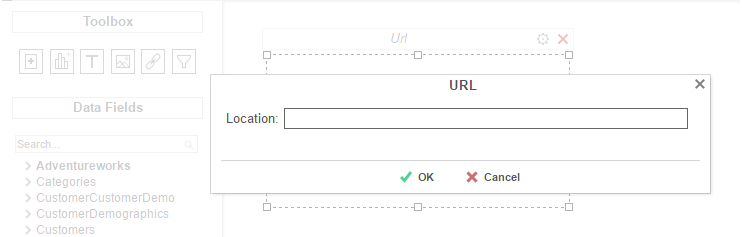 Toolbox
Url
URL
Location:
Data Fields
Search...
Adventureworks
Categories
CustomerCustomerDemo
CustomerDemographics
Customers
OK
Cancel